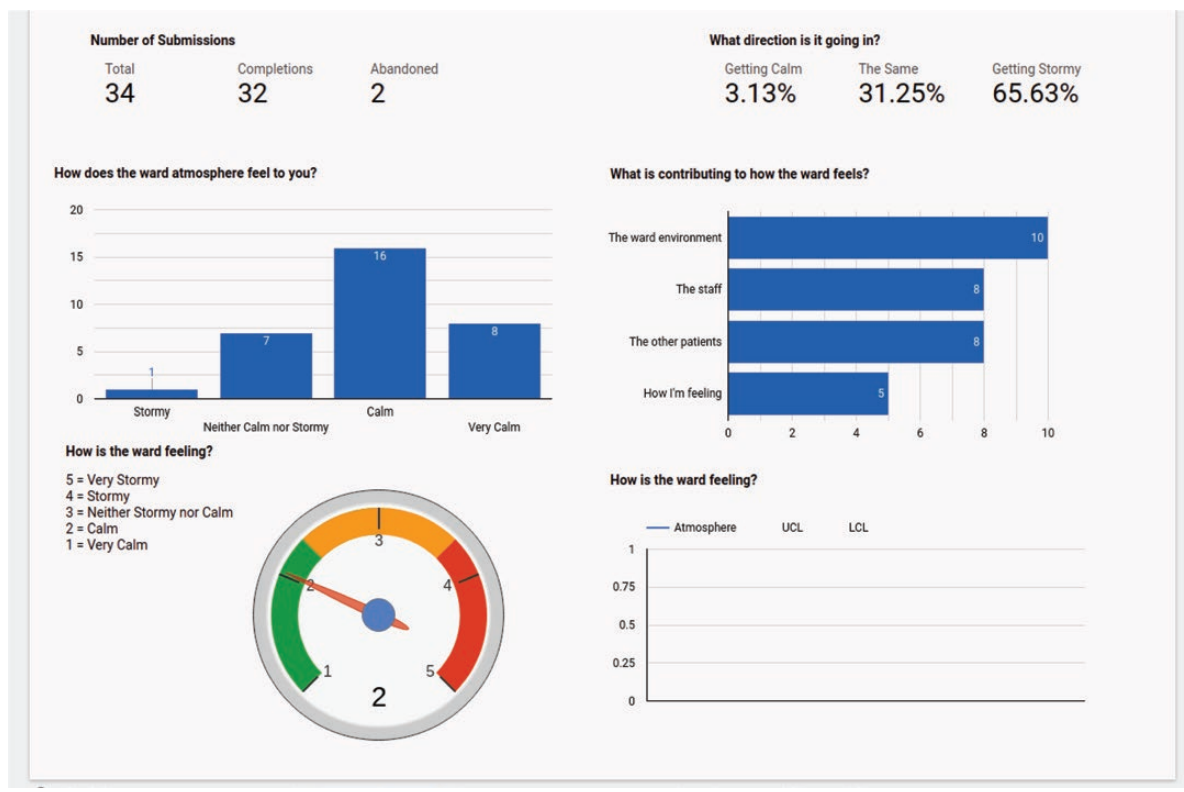 Number of Submissions
Total Completions Abandoned
34 32 2
What direction is it going in?
Getting Calm The Same Getting Stormy
3.13% 31.25% 65.63%
How does the ward atmosphere feel to you?
20
15
10
5
0
1
7
16
8
Stormy
Neither Calm nor Stormy
Calm
Very Calm
What is contributing to how the ward feels?
The ward environment 10
The staff 8
The other patients 8
How I'm feeling 5
0 2 4 6 8 10
How is the ward feeling?
5 = Very Stormy
4 = Stormy
3 = Neither Stormy nor Calm
2 = Calm
1 = Very Calm
1
2
3
4
5
2
How is the ward feeling?
Atmosphere UCL LCL
1
0.75
0.5
0.25
0